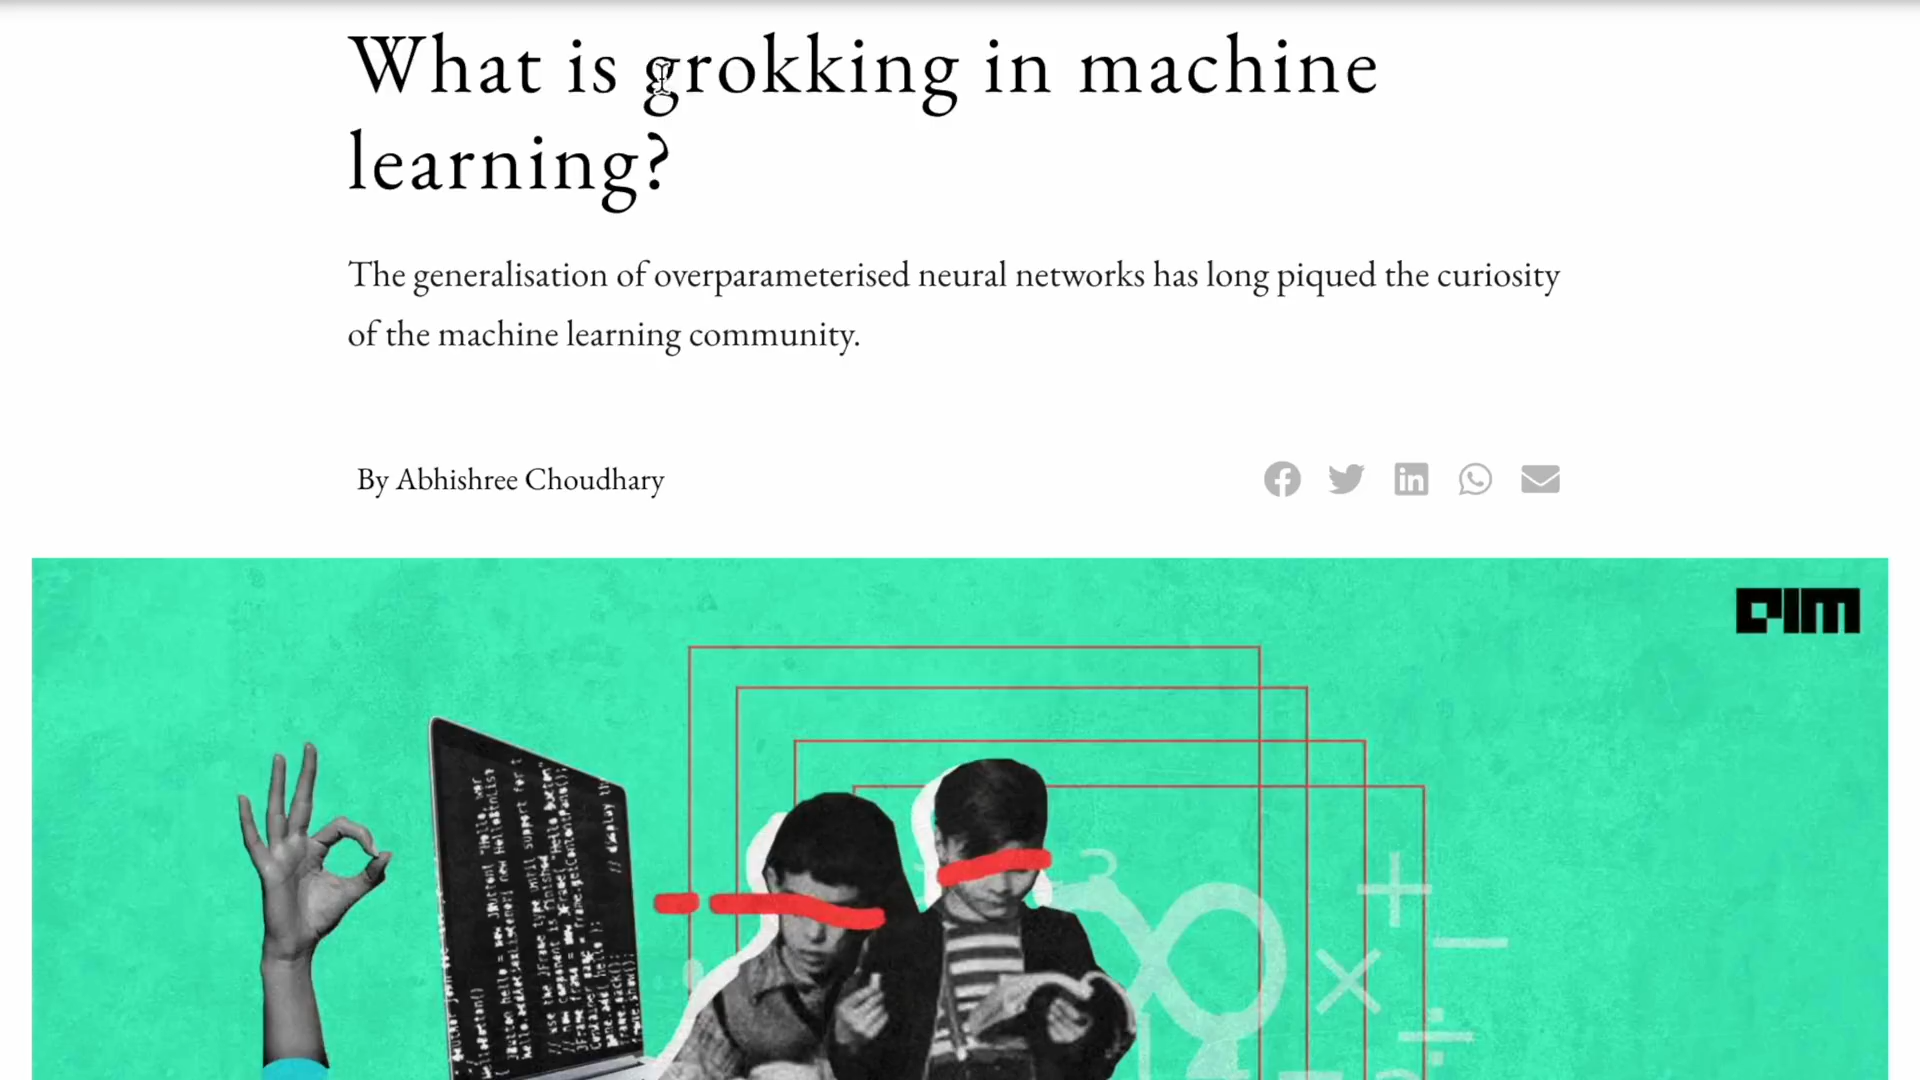 What is grokking in machine
learning?
The generalisation of overparameterised neural networks has long piqued the curiosity
of the machine learning community.
By Abhishree Choudhary
AIM